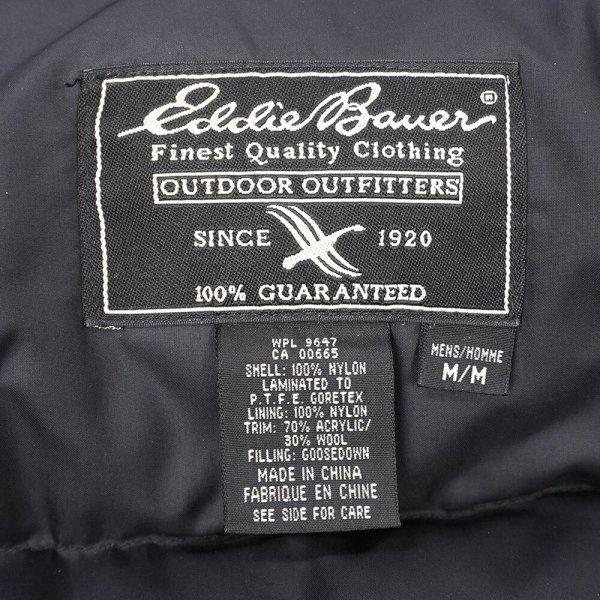 Eddie Bauer ®
Finest Quality Clothing
OUTDOOR OUTFITTERS
SINCE 1920
100% GUARANTEED
WPL 9647
CA 00665
SHELL: 100% NYLON
LAMINATED TO
P.T.F.E. GORETEX
LINING: 100% NYLON
TRIM: 70% ACRYLIC/
30% WOOL
FILLING: GOOSEDOWN
MADE IN CHINA
FABRIQUE EN CHINE
SEE SIDE FOR CARE
MENS/HOMME
M/M